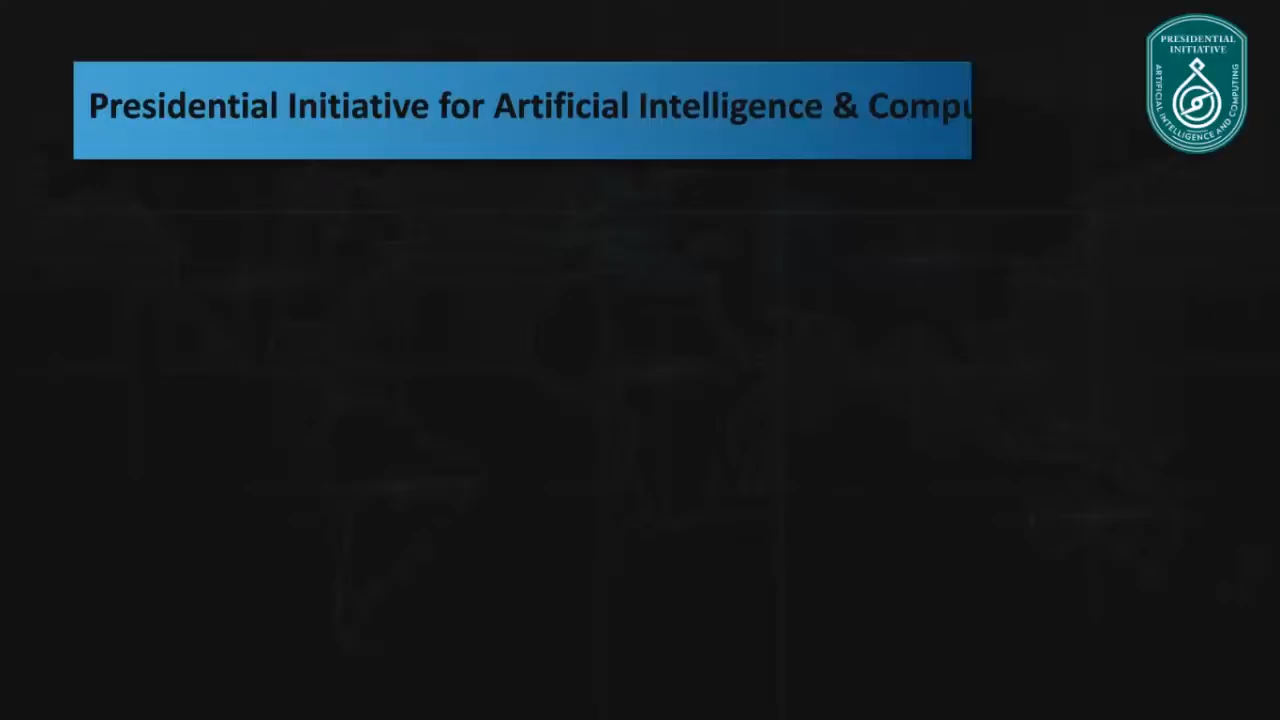 Presidential Initiative for Artificial Intelligence & Compu
PRESIDENTIAL
INITIATIVE
ARTIFICIAL INTELLIGENCE AND COMPUTING